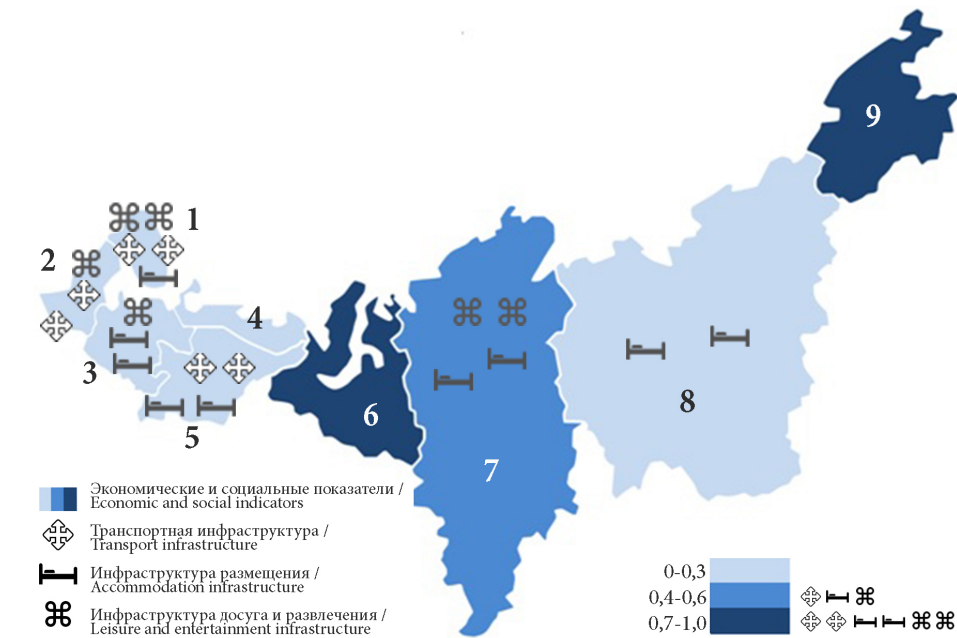 9
1
2
4
3
5
6
7
8
Экономические и социальные показатели /
Economic and social indicators
Транспортная инфраструктура /
Transport infrastructure
Инфраструктура размещения /
Accommodation infrastructure
Инфраструктура досуга и развлечения /
Leisure and entertainment infrastructure
0-0,3
0,4-0,6
0,7-1,0